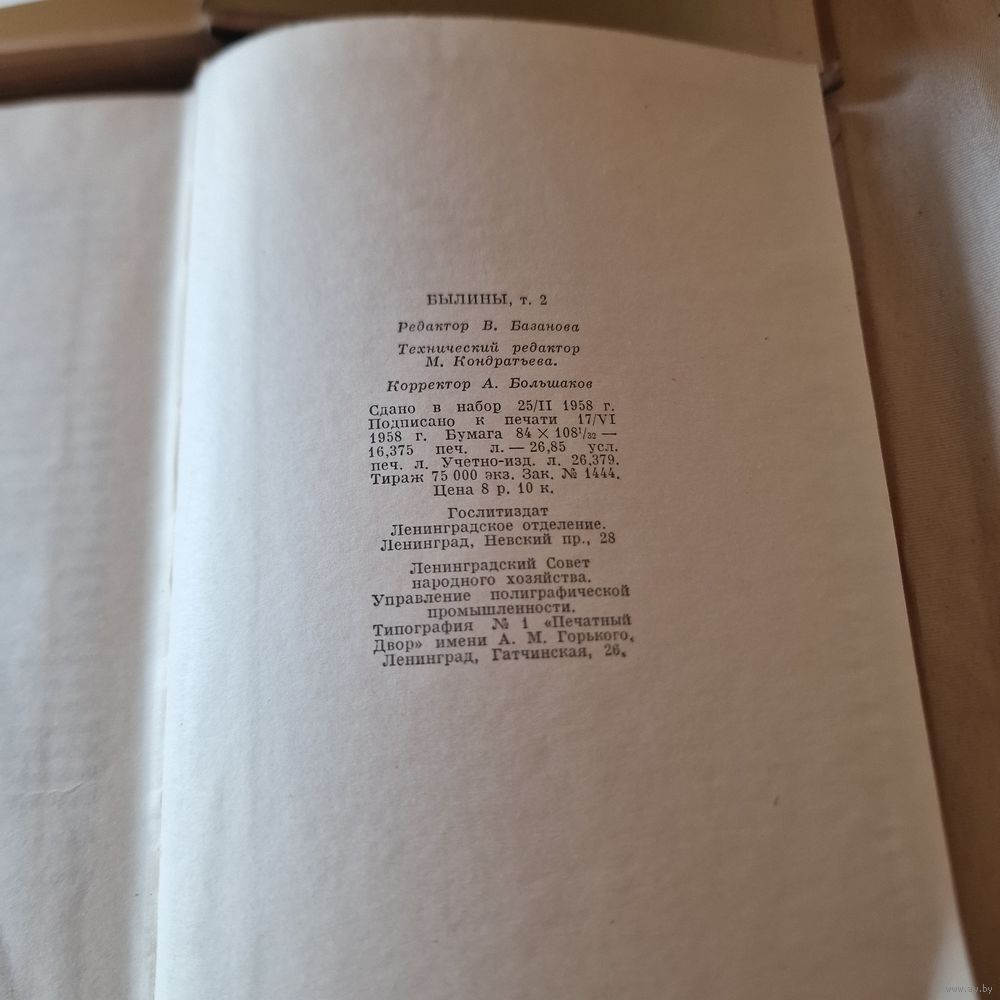 БЫЛИНЫ, т. 2
Редактор В. Базанова
Технический редактор
М. Кондратьева.
Корректор А. Большаков
Сдано в набор 25/II 1958 г.
Подписано к печати 17/VI
1958 г. Бумага 84 × 108¹/₃₂ —
16,375 печ. л. — 26,85 усл.
печ. л. Учетно-изд. л. 26,379.
Тираж 75 000 экз. Зак. № 1444.
Цена 8 р. 10 к.
Гослитиздат
Ленинградское отделение.
Ленинград, Невский пр., 28
Ленинградский Совет
народного хозяйства.
Управление полиграфической
промышленности.
Типография № 1 «Печатный
Двор» имени А. М. Горького,
Ленинград, Гатчинская, 26,
www.ay.by